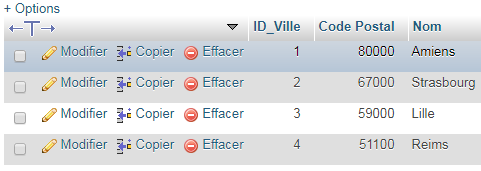 + Options
ID_Ville Code Postal Nom
Modifier Copier Effacer 1 80000 Amiens
Modifier Copier Effacer 2 67000 Strasbourg
Modifier Copier Effacer 3 59000 Lille
Modifier Copier Effacer 4 51100 Reims